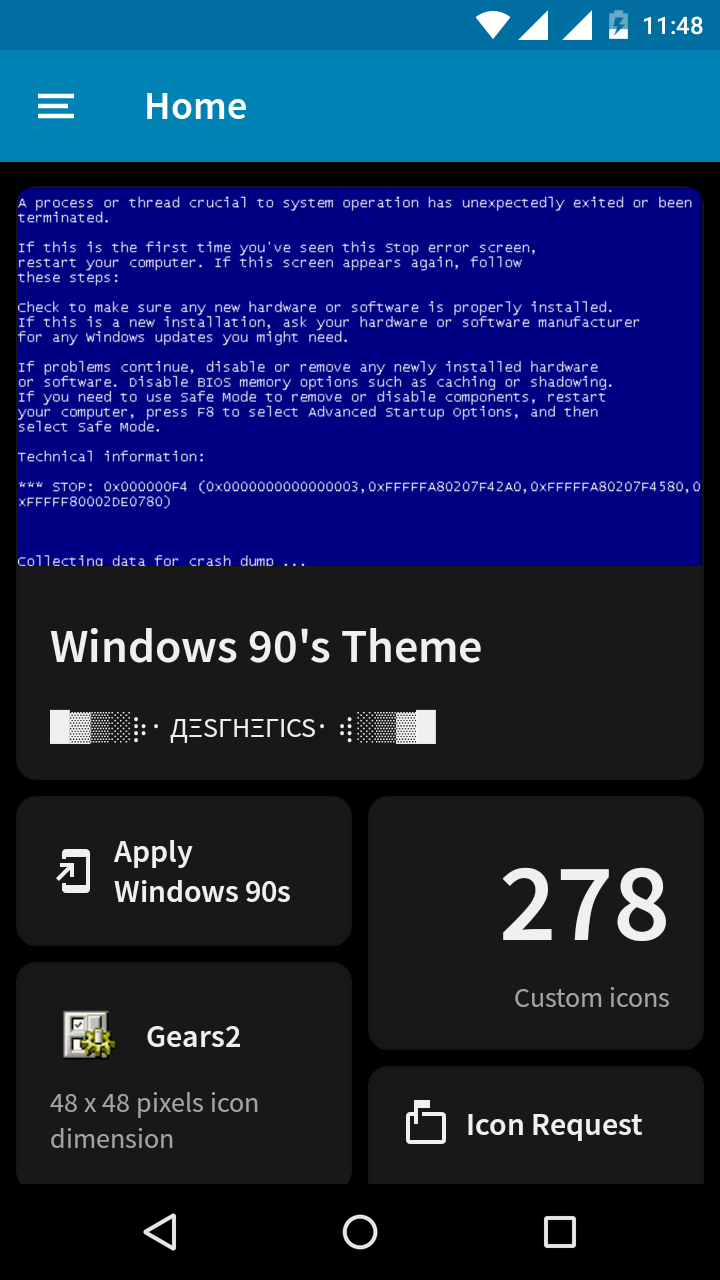 11:48
Home
A process or thread crucial to system operation has unexpectedly exited or been
terminated.
If this is the first time you've seen this Stop error screen,
restart your computer. If this screen appears again, follow
these steps:
Check to make sure any new hardware or software is properly installed.
If this is a new installation, ask your hardware or software manufacturer
for any Windows updates you might need.
If problems continue, disable or remove any newly installed hardware
or software. Disable BIOS memory options such as caching or shadowing.
If you need to use Safe Mode to remove or disable components, restart
your computer, press F8 to select Advanced Startup Options, and then
select Safe Mode.
Technical information:
*** STOP: 0x000000F4 (0x0000000000000003,0xFFFFFA80207F42A0,0xFFFFFA80207F4580,0
xFFFFF80002DE0780)
Collecting data for crash dump ...
Windows 90's Theme
█▓▒░⡷⠂ДΞSГHΞГICS⠐⢾░▒▓█
Apply
Windows 90s
278
Custom icons
Gears2
48 x 48 pixels icon
dimension
Icon Request